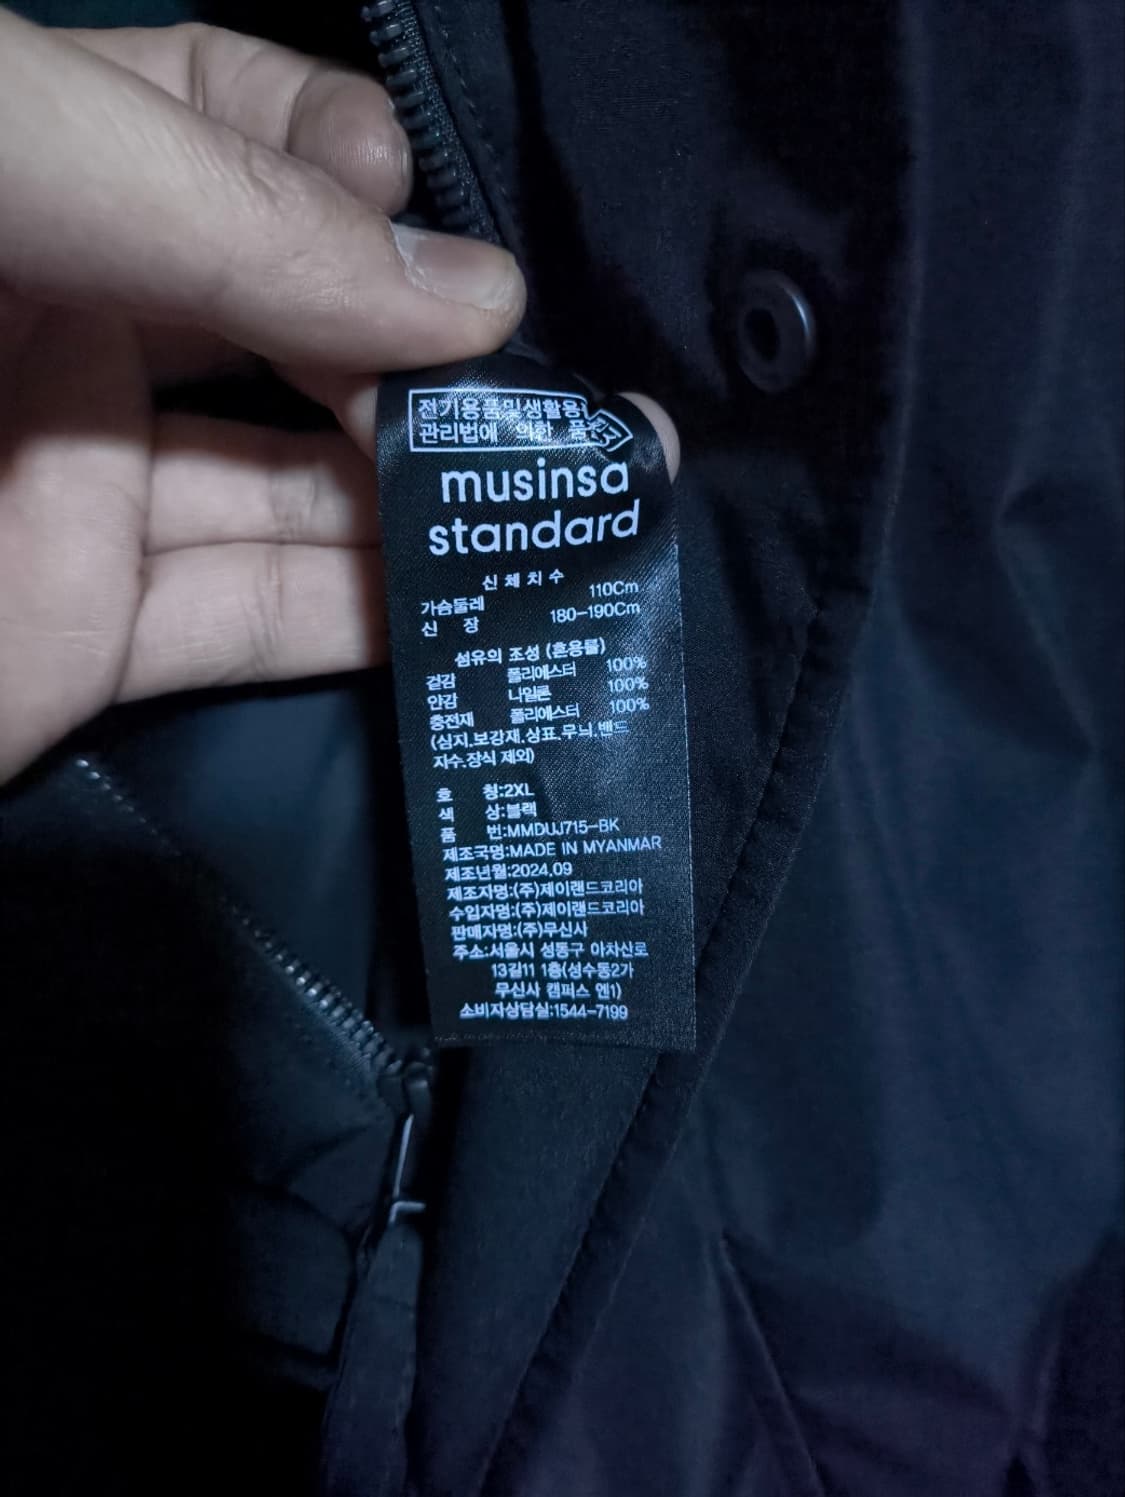 전기용품및생활용
관리법에 의한 품
musinsa
standard
신체치수
가슴둘레 110Cm
신 장 180-190Cm
섬유의 조성 (혼용률)
겉감 폴리에스터 100%
안감 나일론 100%
충전재 폴리에스터 100%
(심지.보강재.상표.무늬.밴드
자수.장식 제외)
호 칭:2XL
색 상:블랙
품 번:MMDUJ715-BK
제조국명:MADE IN MYANMAR
제조년월:2024.09
제조자명:(주)제이랜드코리아
수입자명:(주)제이랜드코리아
판매자명:(주)무신사
주소:서울시 성동구 아차산로
13길11 1층(성수동2가
무신사 캠퍼스 엔1)
소비자상담실:1544-7199